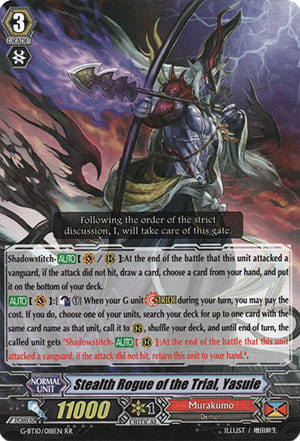 3
GRADE
Following the order of the strict
discussion, I, will take care of this gate.
Shadowstitch-AUTO [ / ]:At the end of the battle that this unit attacked a
vanguard, if the attack did not hit, draw a card, choose a card from your hand, and put
it on the bottom of your deck.
AUTO [ ]:[ (1)] When your G unit STRIDE during your turn, you may pay the
cost. If you do, choose one of your units, search your deck for up to one card with the
same card name as that unit, call it to , shuffle your deck, and until end of turn, the
called unit gets "Shadowstitch-AUTO [ ]:At the end of the battle that this unit
attacked a vanguard, if the attack did not hit, return this unit to your hand.".
NORMAL
UNIT
Stealth Rogue of the Trial, Yasuie
POWER
11000
1
CRITICAL
Murakumo
Demon
G-BT10/018EN RR
ILLUST / 増田幹生